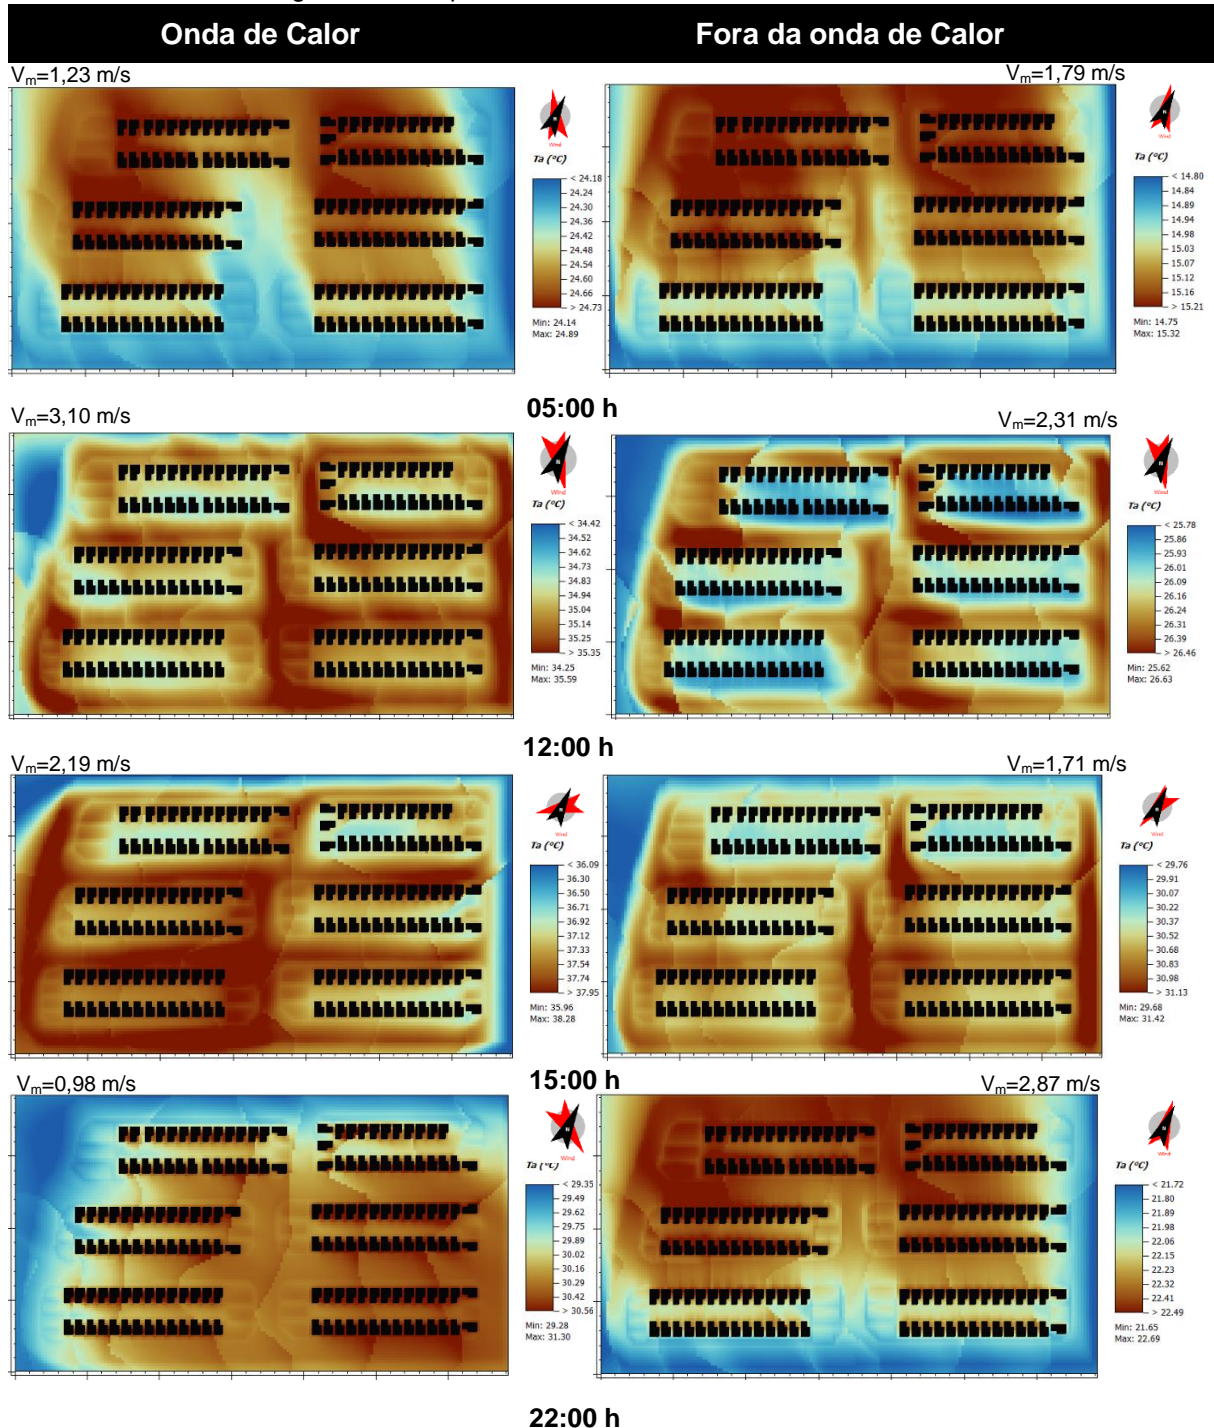 Onda de Calor Fora da onda de Calor
Vm=1,23 m/s Vm=1,79 m/s
N
Wind
Ta (°C)
< 24.18
24.24
24.30
24.36
24.42
24.48
24.54
24.60
24.66
> 24.73
Min: 24.14
Max: 24.89
N
Wind
Ta (°C)
< 14.80
14.84
14.89
14.94
14.98
15.03
15.07
15.12
15.16
> 15.21
Min: 14.75
Max: 15.32
05:00 h
Vm=3,10 m/s Vm=2,31 m/s
N
Wind
Ta (°C)
< 34.42
34.52
34.62
34.73
34.83
34.94
35.04
35.14
35.25
> 35.35
Min: 34.25
Max: 35.59
N
Wind
Ta (°C)
< 25.78
25.86
25.93
26.01
26.09
26.16
26.24
26.31
26.39
> 26.46
Min: 25.62
Max: 26.63
12:00 h
Vm=2,19 m/s Vm=1,71 m/s
N
Wind
Ta (°C)
< 36.09
36.30
36.50
36.71
36.92
37.12
37.33
37.54
37.74
> 37.95
Min: 35.96
Max: 38.28
N
Wind
Ta (°C)
< 29.76
29.91
30.07
30.22
30.37
30.52
30.68
30.83
30.98
> 31.13
Min: 29.68
Max: 31.42
15:00 h
Vm=0,98 m/s Vm=2,87 m/s
N
Wind
Ta (°C)
< 29.35
29.49
29.62
29.75
29.89
30.02
30.16
30.29
30.42
> 30.56
Min: 29.28
Max: 31.30
N
Wind
Ta (°C)
< 21.72
21.80
21.89
21.98
22.06
22.15
22.23
22.32
22.41
> 22.49
Min: 21.65
Max: 22.69
22:00 h